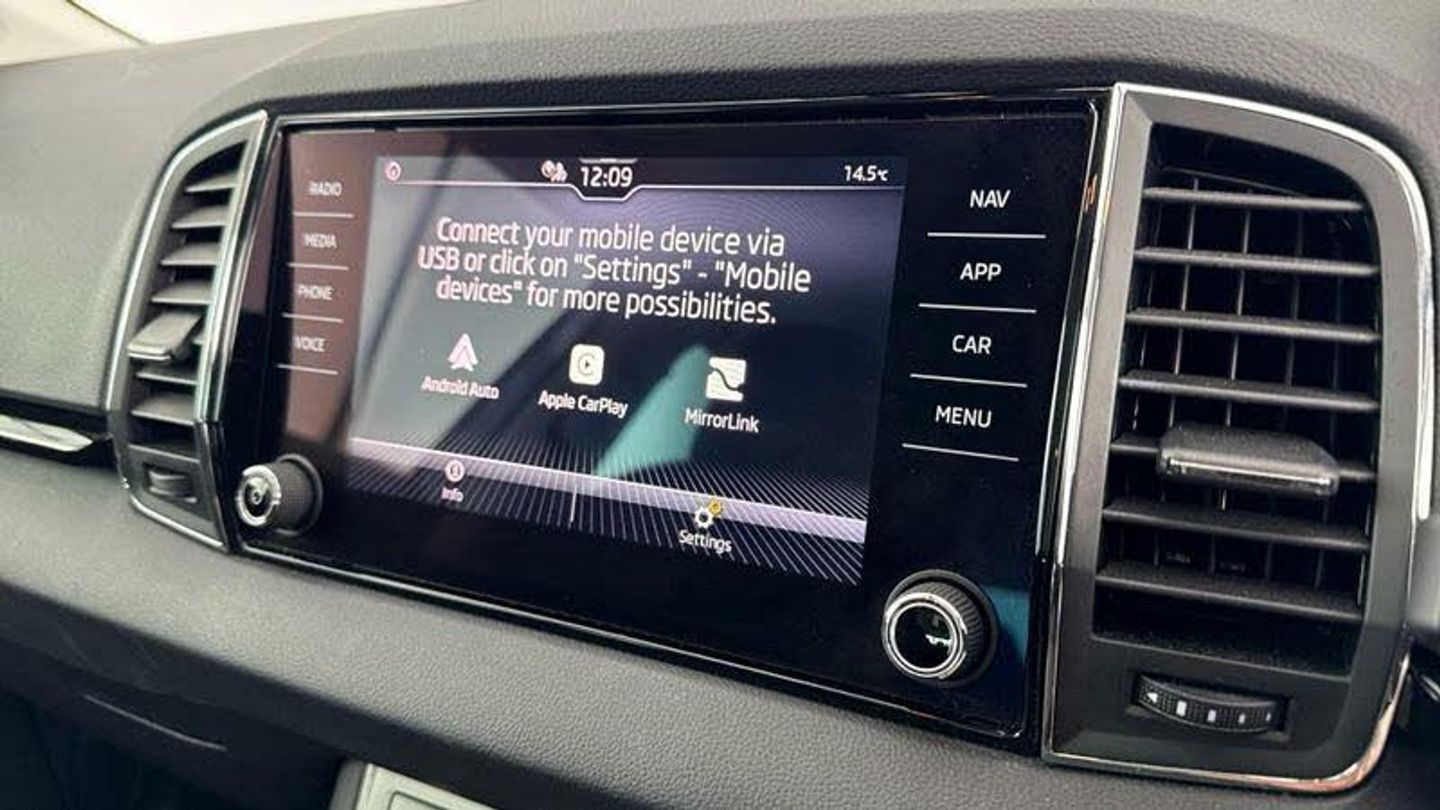 12:09
14.5°C
RADIO
MEDIA
PHONE
VOICE
Connect your mobile device via
USB or click on "Settings" - "Mobile
devices" for more possibilities.
Android Auto
Apple CarPlay
MirrorLink
Info
Settings
NAV
APP
CAR
MENU